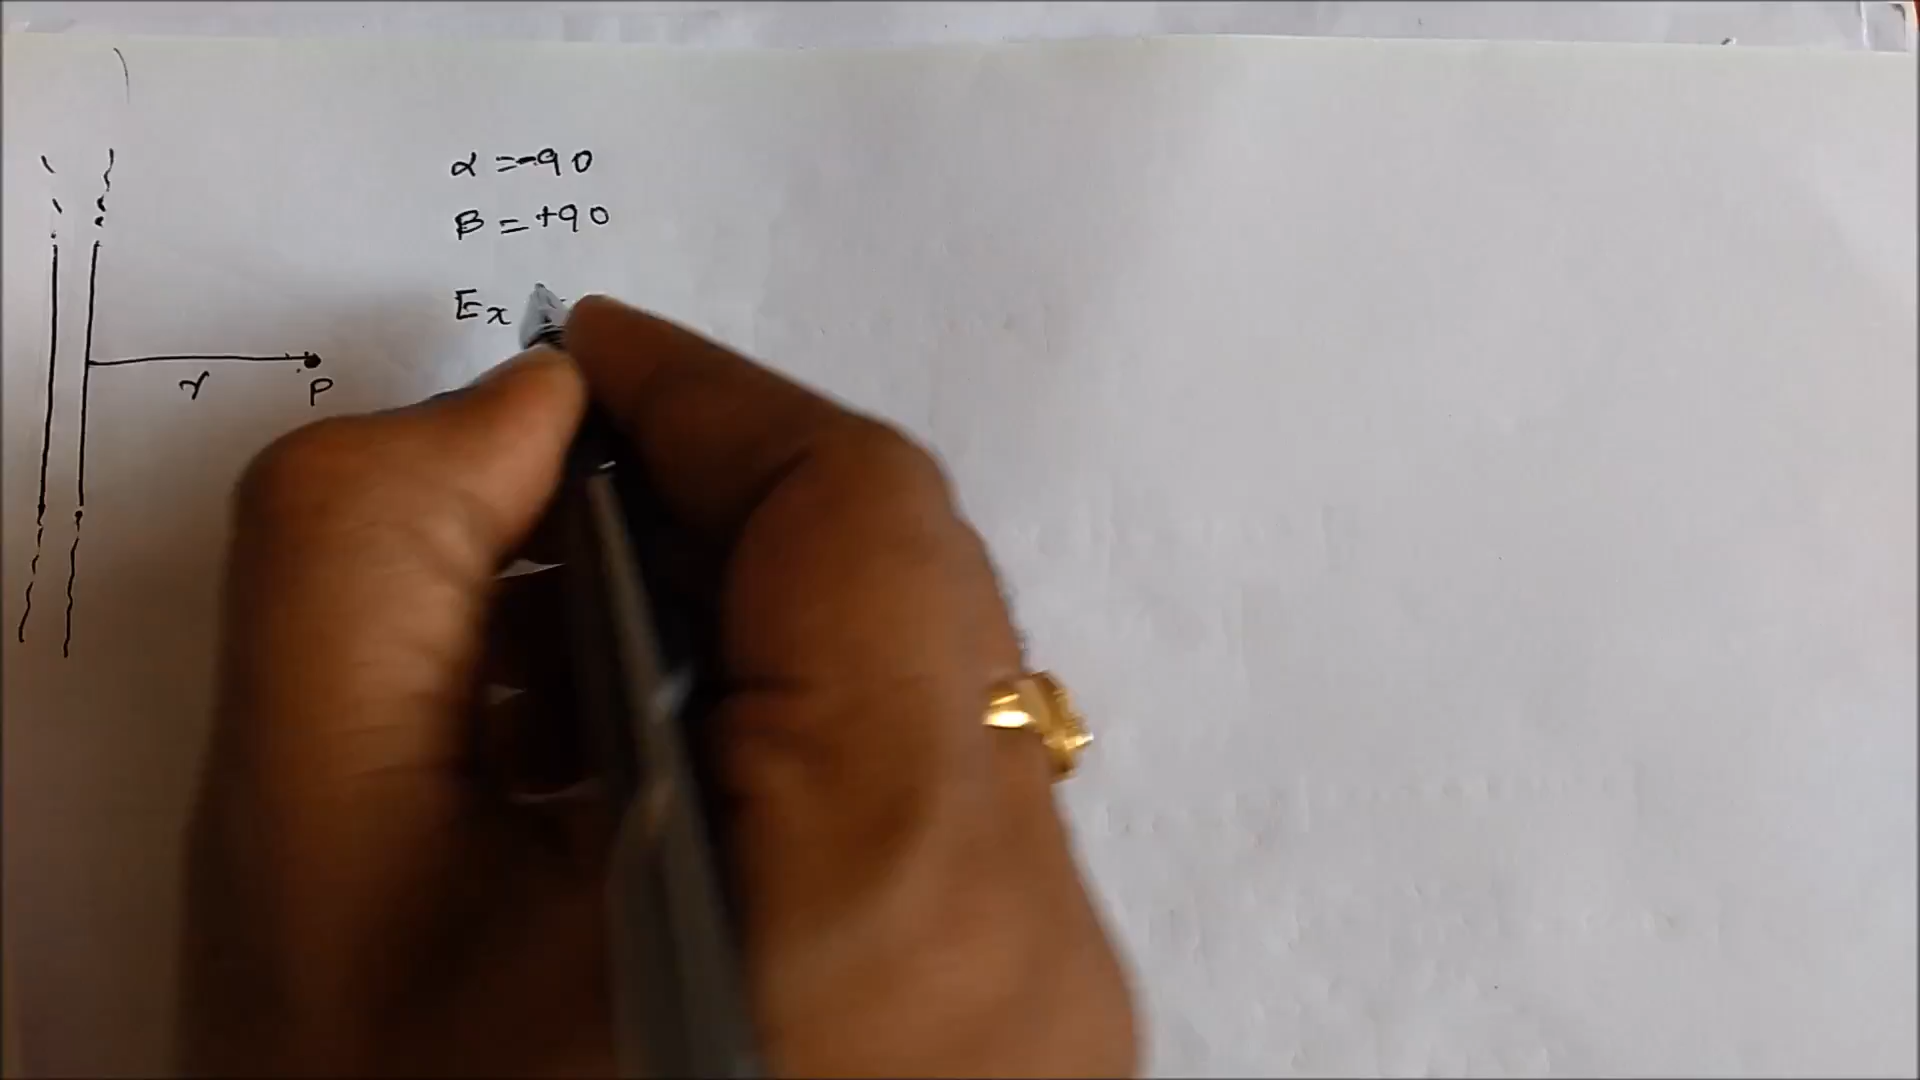 α = -90
β = +90
Ex
r
P